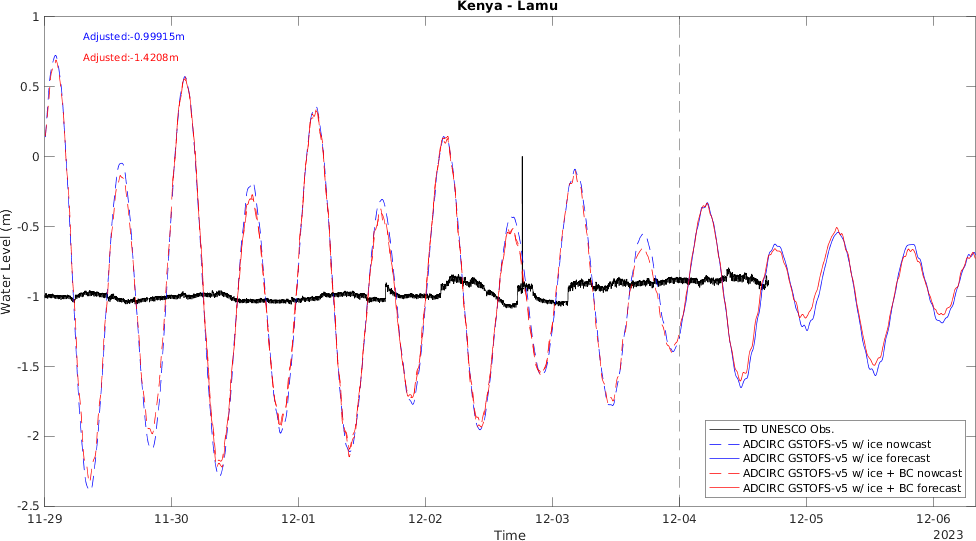 Kenya - Lamu
1
Adjusted:-0.99915m
Adjusted:-1.4208m
0.5
0
-0.5
-1
-1.5
-2
-2.5
Water Level (m)
TD UNESCO Obs.
ADCIRC GSTOFS-v5 w/ ice nowcast
ADCIRC GSTOFS-v5 w/ ice forecast
ADCIRC GSTOFS-v5 w/ ice + BC nowcast
ADCIRC GSTOFS-v5 w/ ice + BC forecast
11-29 11-30 12-01 12-02 12-03 12-04 12-05 12-06
Time
2023